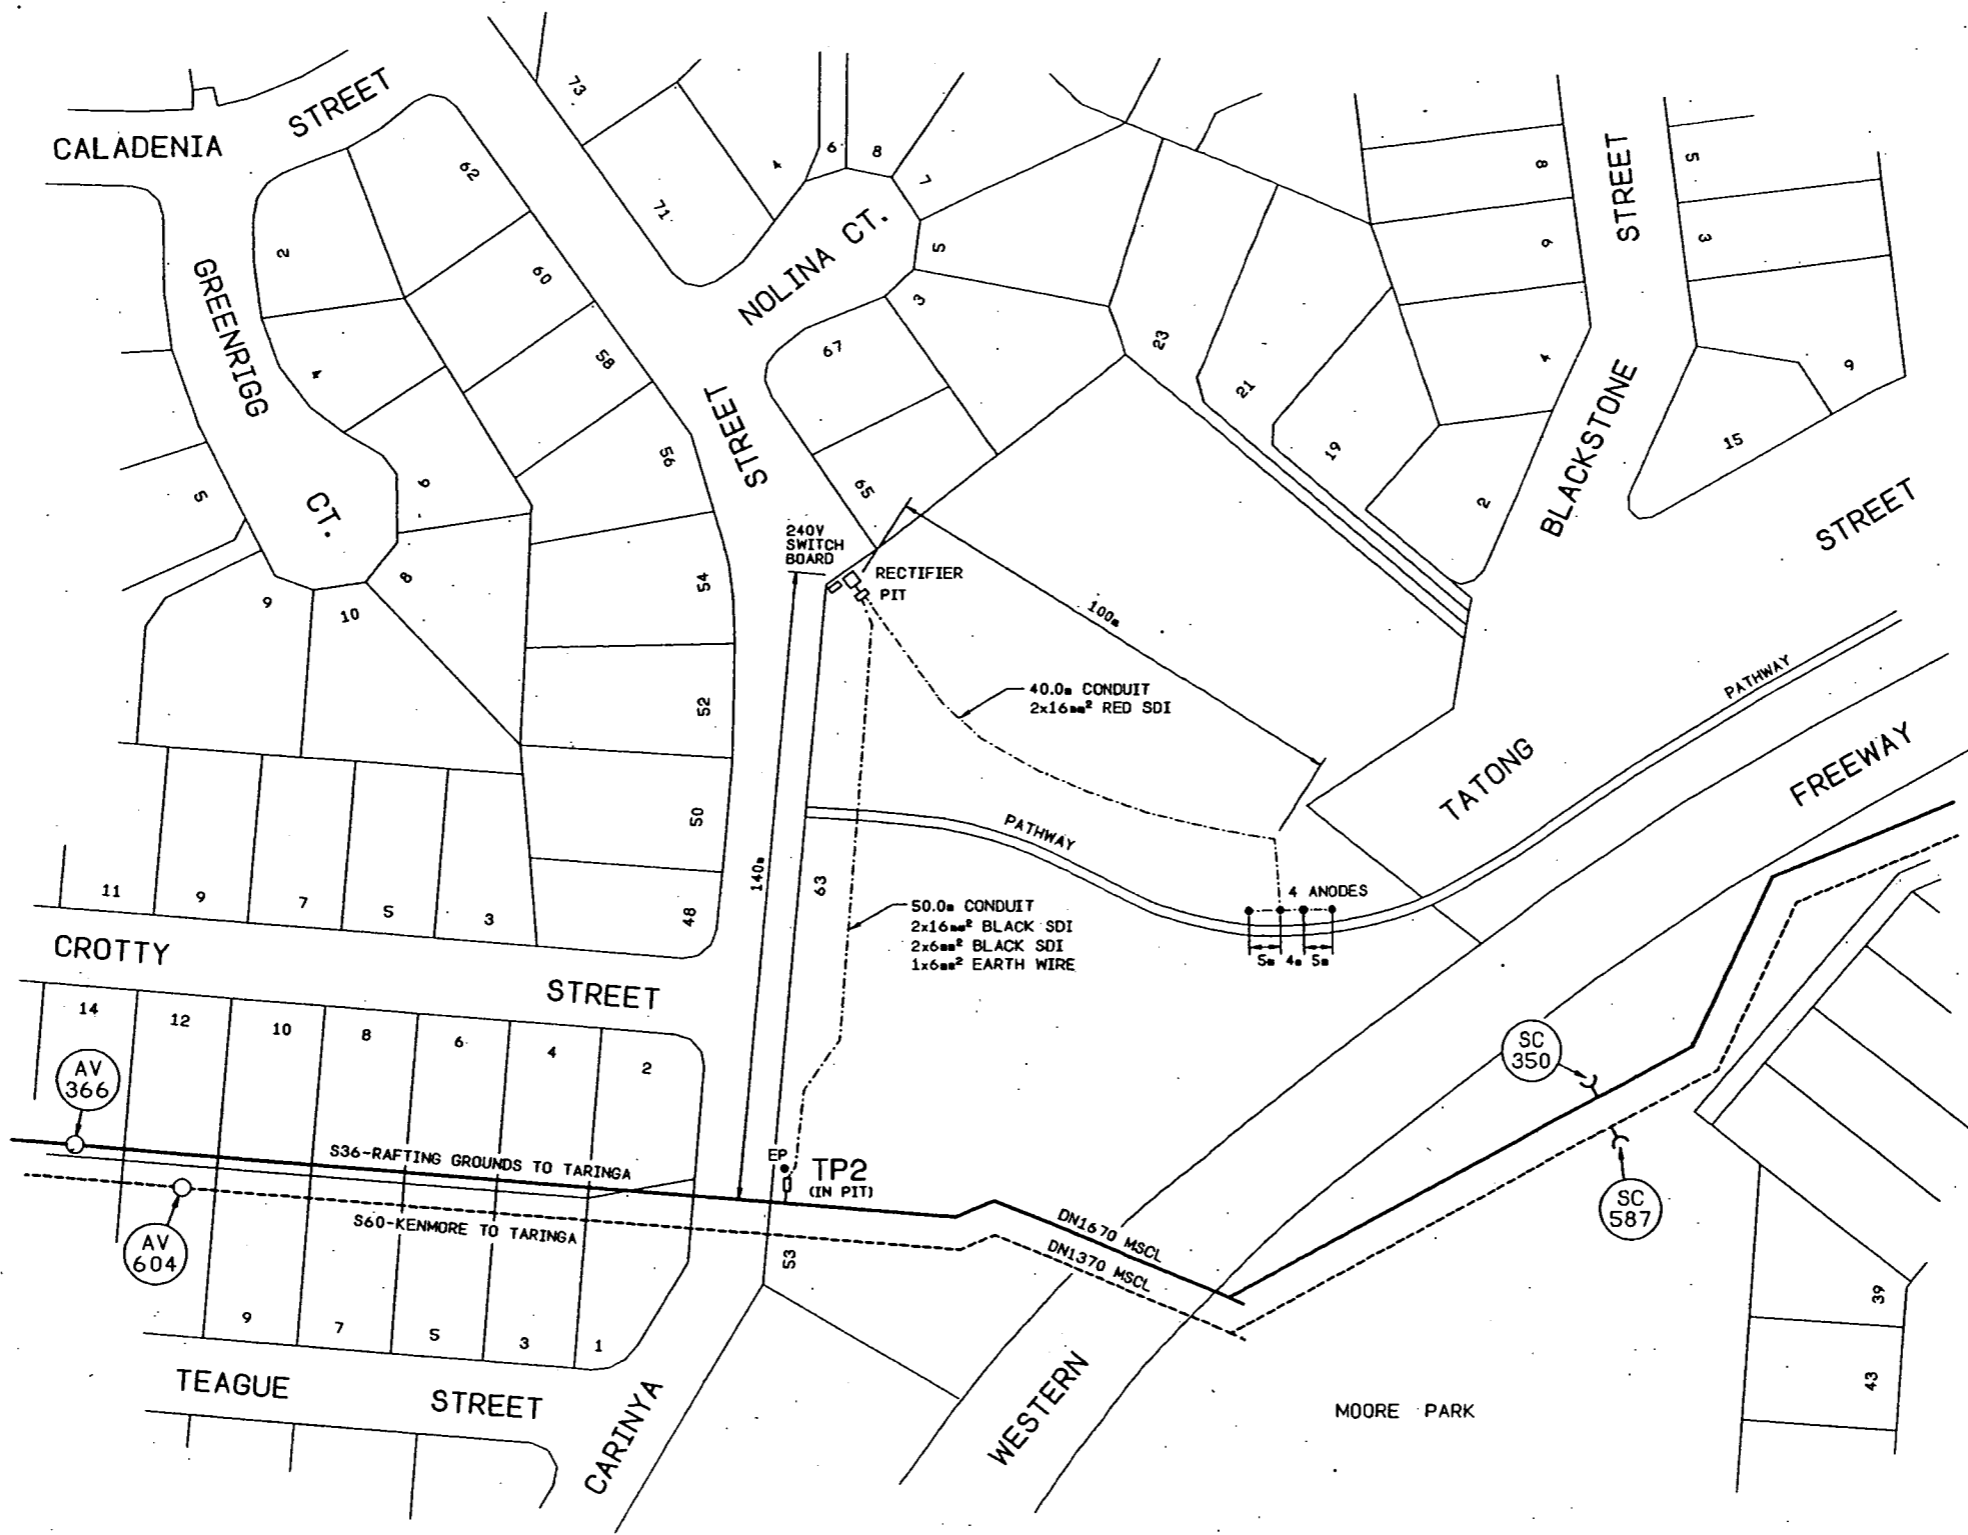 CALADENIA
STREET
73
62
71
4
6
8
7
5
NOLINA CT.
3
67
65
2
GREENRIGG
CT.
60
58
56
4
6
5
8
9
10
54
52
50
48
STREET
23
21
19
8
6
4
2
STREET
BLACKSTONE
5
3
9
15
STREET
240V
SWITCH
BOARD
RECTIFIER
PIT
100m
40.0m CONDUIT
2x16mm² RED SDI
PATHWAY
TATONG
FREEWAY
PATHWAY
140m
63
4 ANODES
5m 4m 5m
50.0m CONDUIT
2x16mm² BLACK SDI
2x6mm² BLACK SDI
1x6mm² EARTH WIRE
11
9
7
5
3
CROTTY
STREET
14
12
10
8
6
4
2
AV
366
S36-RAFTING GROUNDS TO TARINGA
EP
TP2
(IN PIT)
S60-KENMORE TO TARINGA
AV
604
53
DN1670 MSCL
DN1370 MSCL
SC
350
SC
587
9
7
5
3
1
TEAGUE
STREET
CARINYA
WESTERN
MOORE PARK
39
43